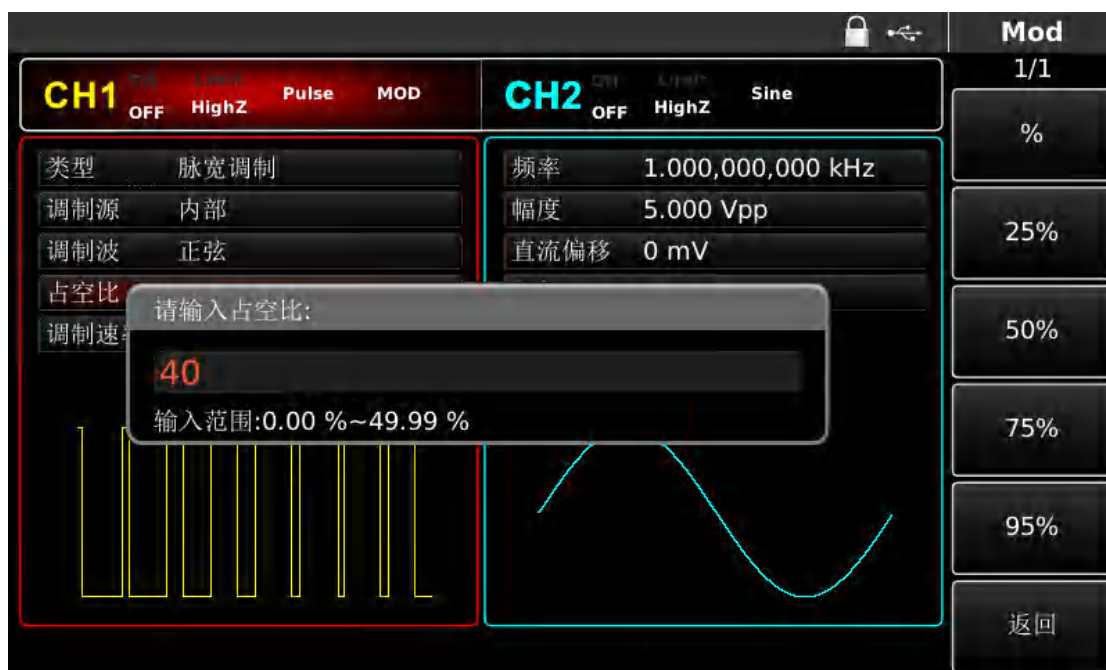 Mod
1/1
CH1 OFF HighZ Pulse MOD
CH2 OFF HighZ Sine
类型 脉宽调制
调制源 内部
调制波 正弦
占空比
调制速
频率 1.000,000,000 kHz
幅度 5.000 Vpp
直流偏移 0 mV
请输入占空比:
40
输入范围:0.00 %~49.99 %
%
25%
50%
75%
95%
返回